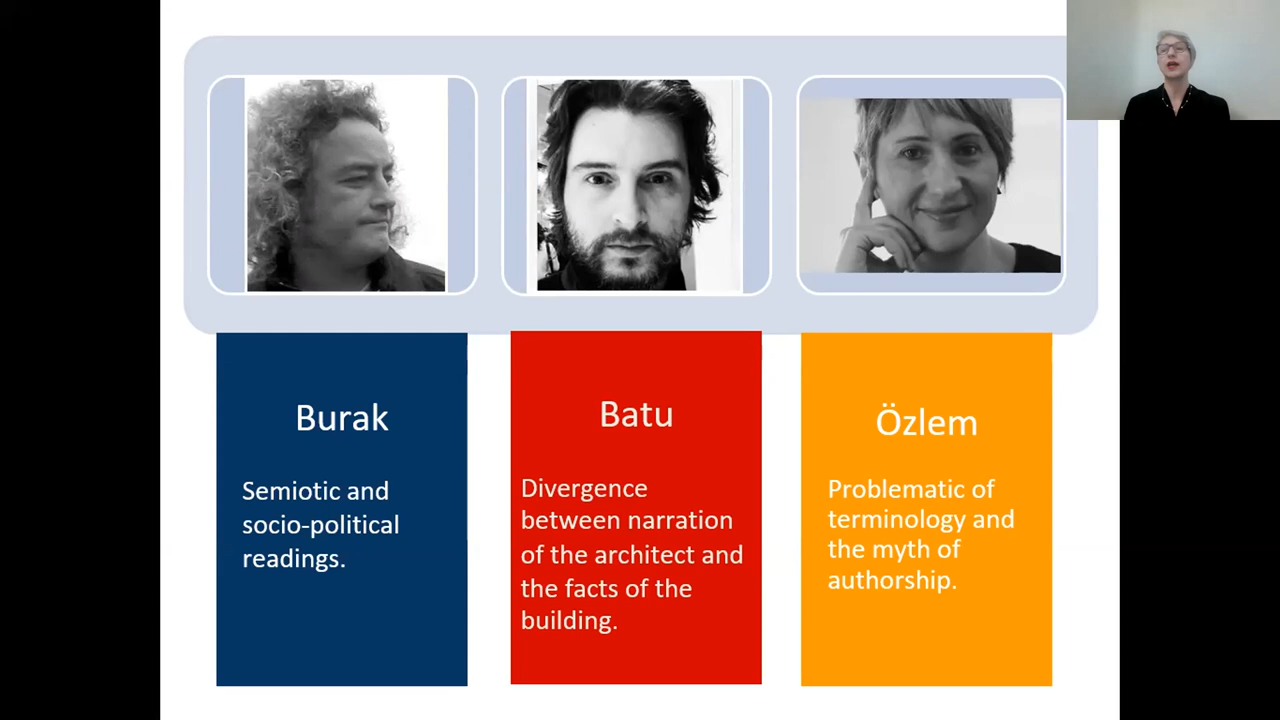 Burak
Semiotic and
socio-political
readings.
Batu
Divergence
between narration
of the architect and
the facts of the
building.
Özlem
Problematic of
terminology and
the myth of
authorship.